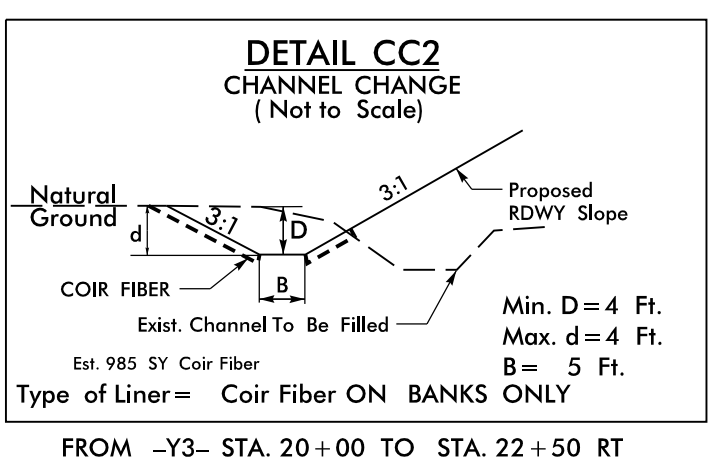 DETAIL CC2
CHANNEL CHANGE
( Not to Scale)
Natural
Ground
3:1
3:1
Proposed
RDWY Slope
d
D
B
COIR FIBER
Exist. Channel To Be Filled
Min. D=4 Ft.
Max. d=4 Ft.
B= 5 Ft.
Est. 985 SY Coir Fiber
Type of Liner= Coir Fiber ON BANKS ONLY
FROM -Y3- STA. 20+00 TO STA. 22+50 RT